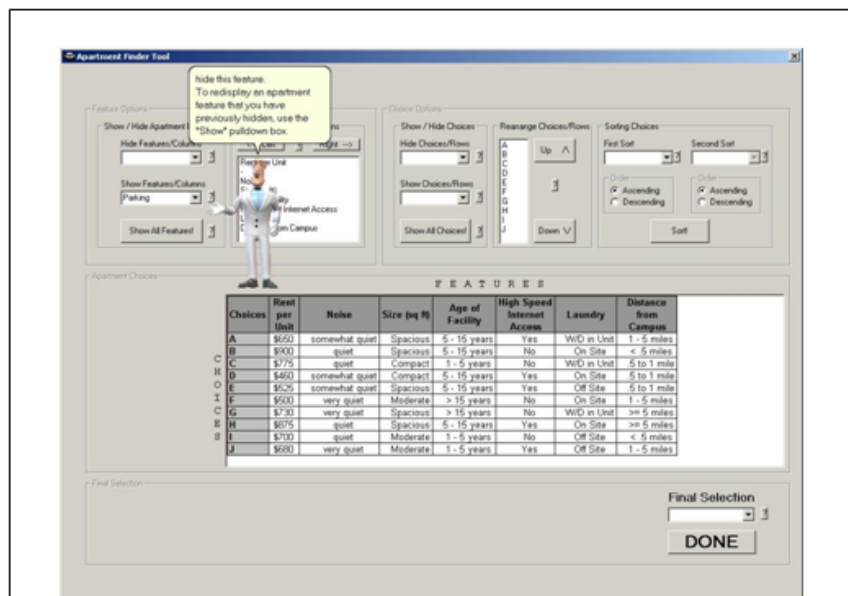 Apartment Finder Tool
hide this feature.
To redisplay an apartment
feature that you have
previously hidden, use the
"Show" pulldown box.
Feature Options
Choice Options
Show / Hide Apartment
Hide Features/Columns
Show Features/Columns
Parking
Show All Features!
Right -->
Internet Access
from Campus
Show / Hide Choices
Hide Choices/Rows
Show Choices/Rows
Show All Choices!
Rearrange Choices/Rows
A
B
C
D
E
F
G
H
I
J
Up Λ
Down V
Sorting Choices
First Sort
Second Sort
Order
Ascending
Descending
Order
Ascending
Descending
Sort!
Apartment Choices
F E A T U R E S
C H O I C E S
Choices Rent per Unit Noise Size (sq ft) Age of Facility High Speed Internet Access Laundry Distance from Campus
A $650 somewhat quiet Spacious 5 - 15 years Yes W/D in Unit 1 - 5 miles
B $900 quiet Spacious 5 - 15 years No On Site < .5 miles
C $775 quiet Compact 1 - 5 years No W/D in Unit .5 to 1 mile
D $460 somewhat quiet Compact 5 - 15 years Yes On Site .5 to 1 mile
E $525 somewhat quiet Spacious 5 - 15 years Yes Off Site .5 to 1 mile
F $500 very quiet Moderate > 15 years No On Site 1 - 5 miles
G $730 very quiet Spacious > 15 years No W/D in Unit >= 5 miles
H $875 quiet Spacious 5 - 15 years Yes On Site >= 5 miles
I $700 quiet Moderate 1 - 5 years No Off Site < .5 miles
J $680 very quiet Moderate 1 - 5 years Yes Off Site 1 - 5 miles
Final Selection
Final Selection
DONE